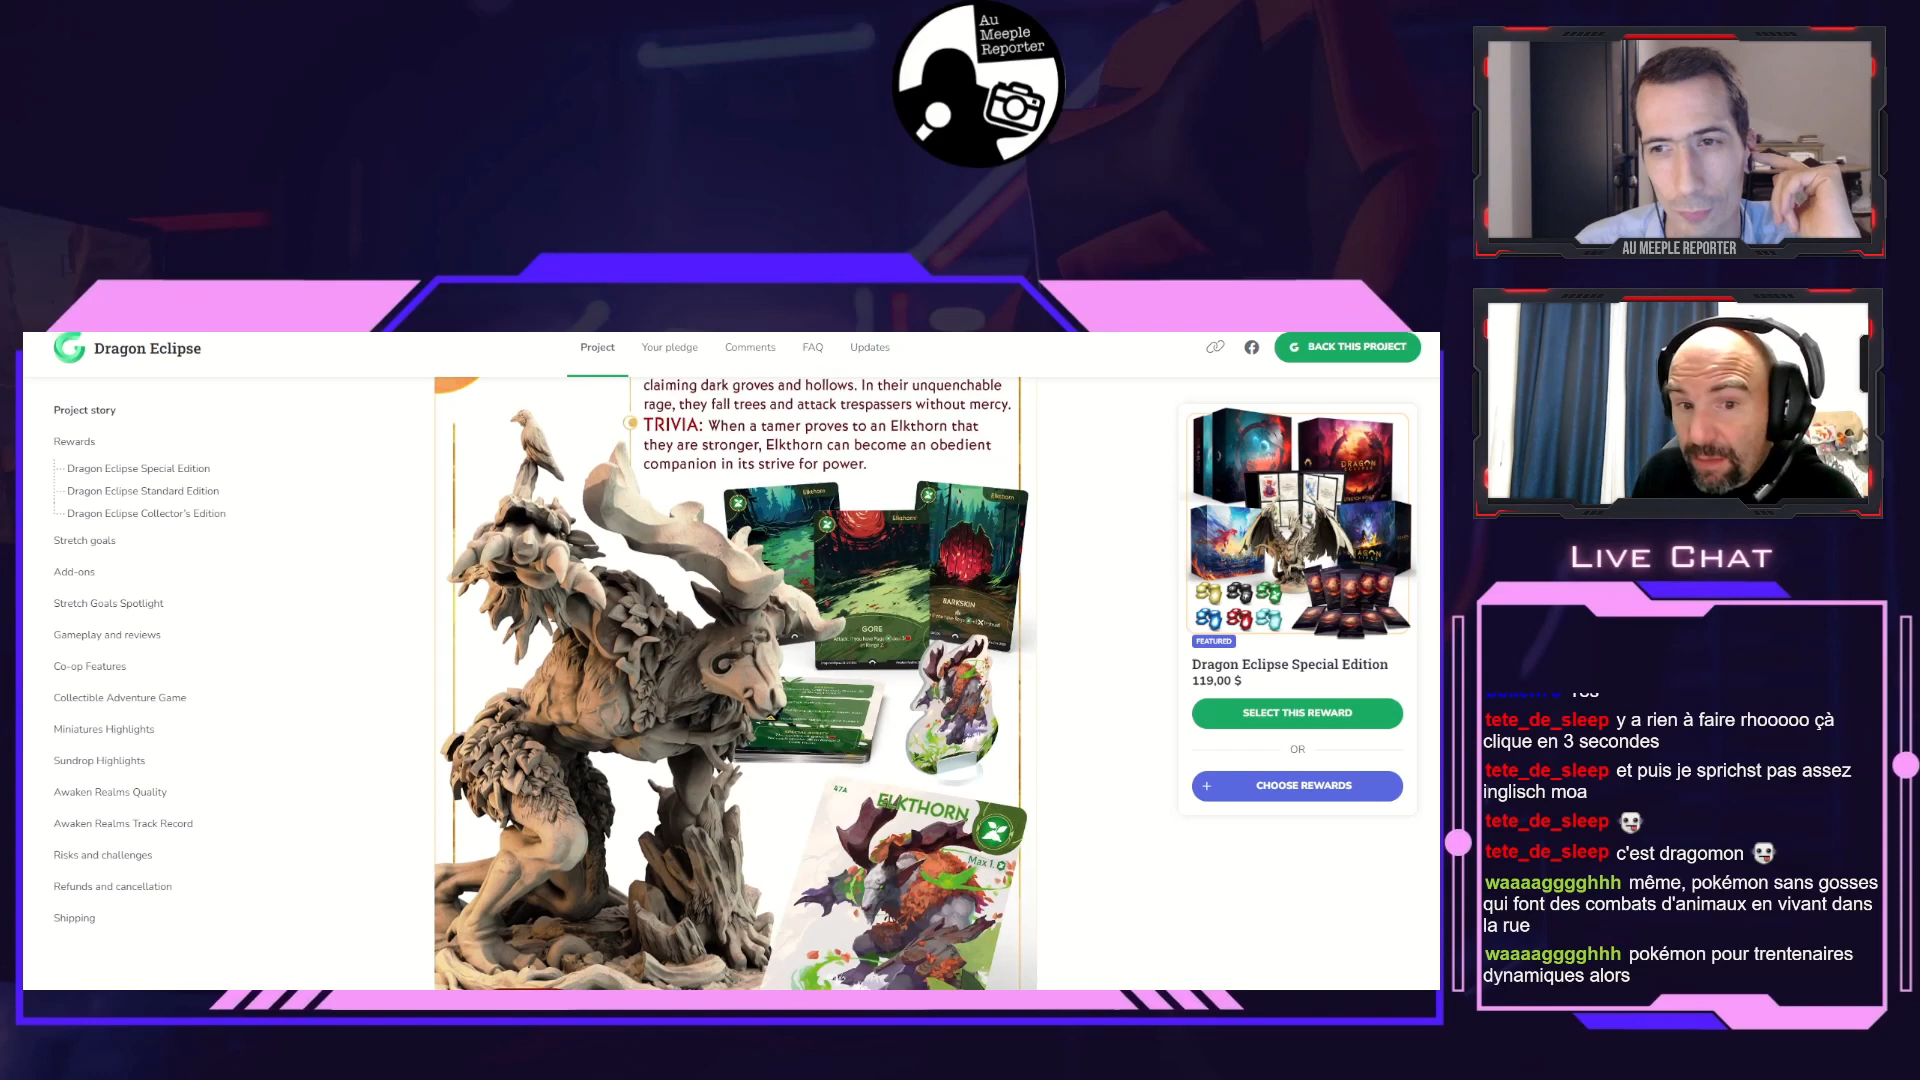 Au
Meeple
Reporter
AU MEEPLE REPORTER
Dragon Eclipse
Project
Your pledge
Comments
FAQ
Updates
BACK THIS PROJECT
Project story
Rewards
Dragon Eclipse Special Edition
Dragon Eclipse Standard Edition
Dragon Eclipse Collector's Edition
Stretch goals
Add-ons
Stretch Goals Spotlight
Gameplay and reviews
Co-op Features
Collectible Adventure Game
Miniatures Highlights
Sundrop Highlights
Awaken Realms Quality
Awaken Realms Track Record
Risks and challenges
Refunds and cancellation
Shipping
claiming dark groves and hollows. In their unquenchable
rage, they fall trees and attack trespassers without mercy.
TRIVIA: When a tamer proves to an Elkthorn that
they are stronger, Elkthorn can become an obedient
companion in its strive for power.
Elkthorn
Elkthorn
Elkthorn
GORE
BARKSKIN
47A
ELKTHORN
Max 1.
DRAGON
ECLIPSE
FEATURED
Dragon Eclipse Special Edition
119,00 $
SELECT THIS REWARD
OR
+ CHOOSE REWARDS
LIVE CHAT
tete_de_sleep y a rien à faire rhooooo çà
clique en 3 secondes
tete_de_sleep et puis je sprichst pas assez
inglisch moa
tete_de_sleep
tete_de_sleep c'est dragomon
waaaagggghhh même, pokémon sans gosses
qui font des combats d'animaux en vivant dans
la rue
waaaagggghhh pokémon pour trentenaires
dynamiques alors